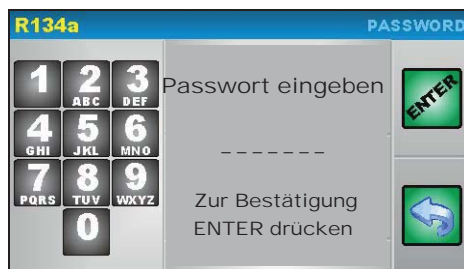 R134a PASSWORD
1 2 3
ABC DEF
4 5 6
GHI JKL MNO
7 8 9
PQRS TUV WXYZ
0
Passwort eingeben
_ _ _ _ _ _ _
Zur Bestätigung
ENTER drücken
ENTER